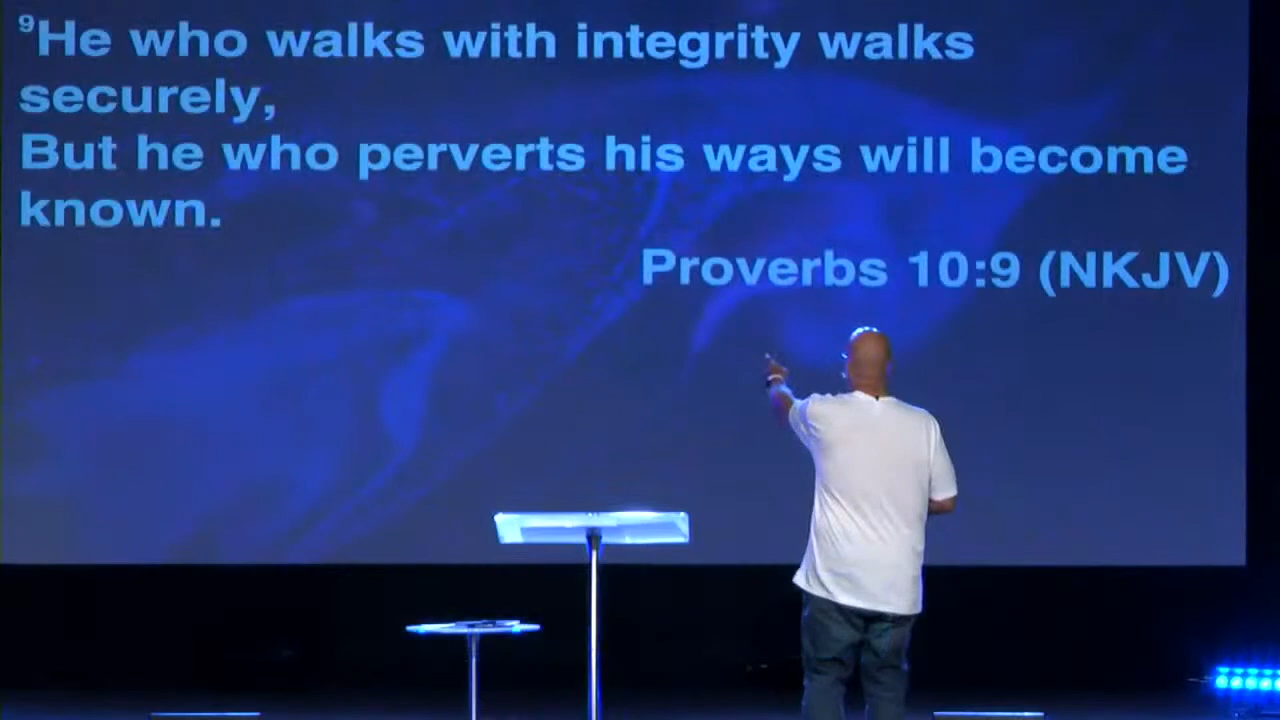 ⁹He who walks with integrity walks
securely,
But he who perverts his ways will become
known.
Proverbs 10:9 (NKJV)